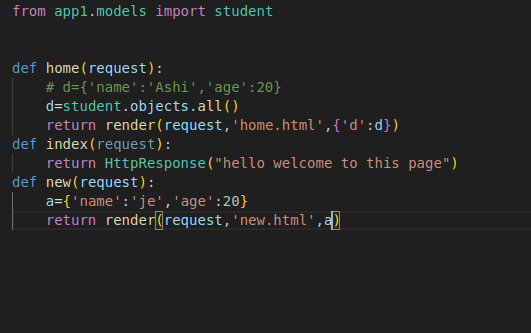 from app1.models import student
def home(request):
    # d={'name':'Ashi','age':20}
    d=student.objects.all()
    return render(request,'home.html',{'d':d})
def index(request):
    return HttpResponse("hello welcome to this page")
def new(request):
    a={'name':'je','age':20}
    return render(request,'new.html',a)